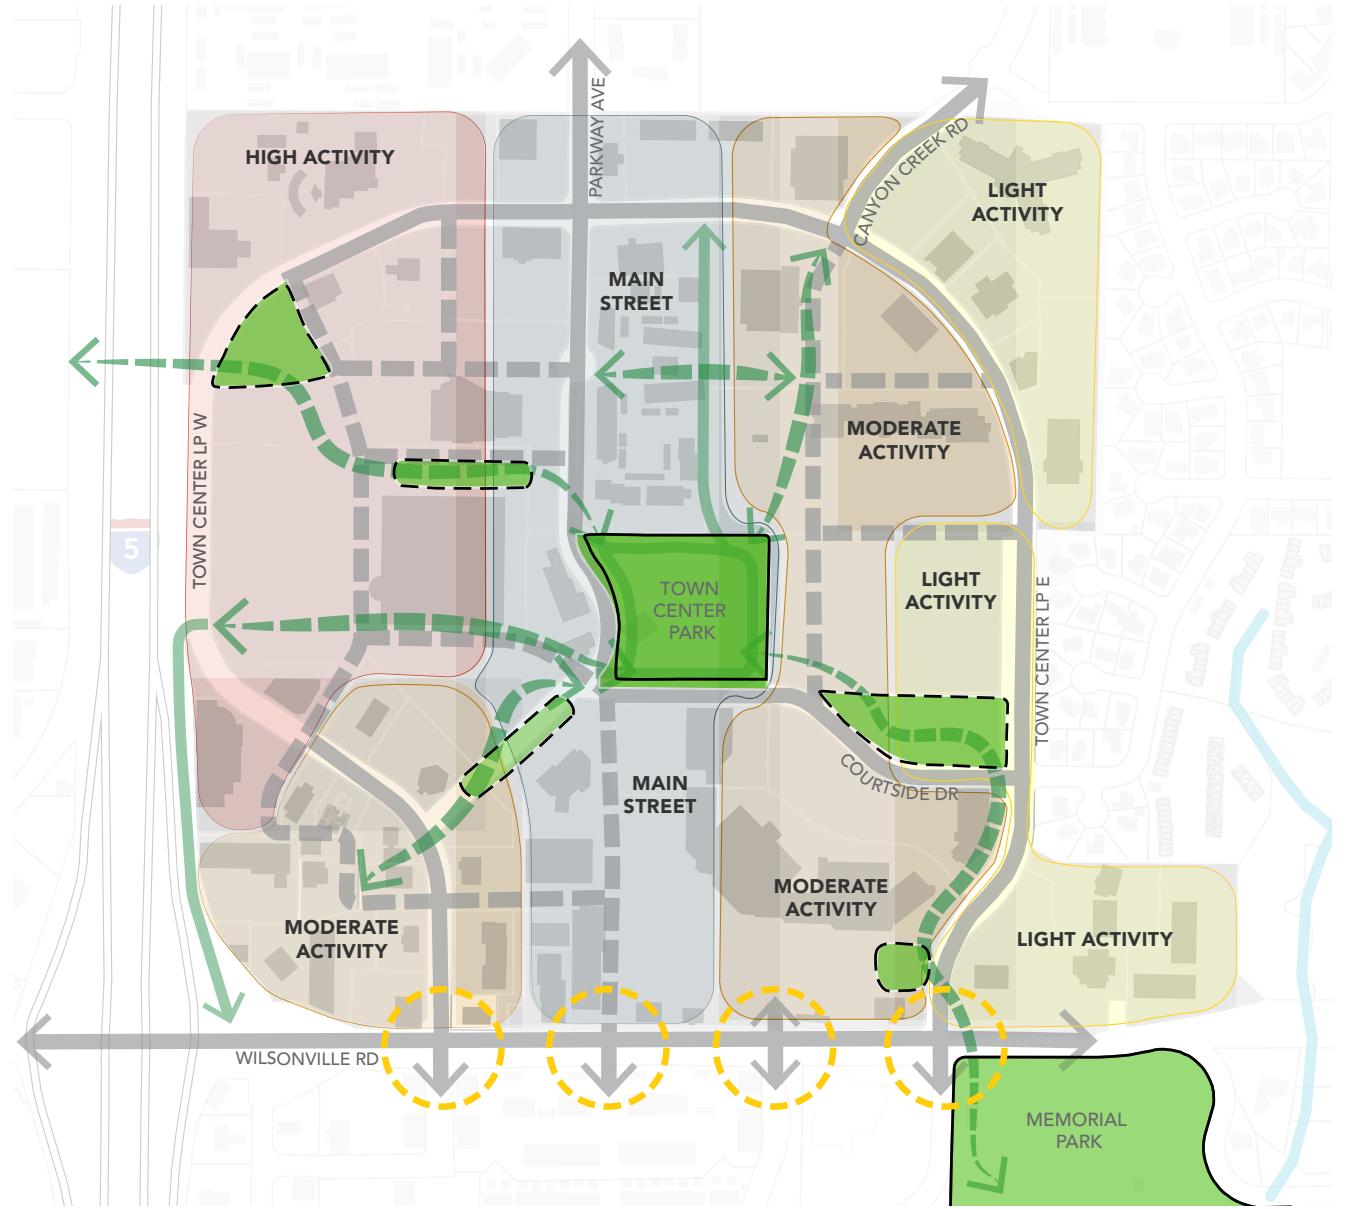 PARKWAY AVE
CANYON CREEK RD
HIGH ACTIVITY
LIGHT
ACTIVITY
MAIN
STREET
MODERATE
ACTIVITY
TOWN CENTER LP W
5
LIGHT
ACTIVITY
TOWN
CENTER
PARK
TOWN CENTER LP E
COURTSIDE DR
MAIN
STREET
MODERATE
ACTIVITY
MODERATE
ACTIVITY
LIGHT ACTIVITY
WILSONVILLE RD
MEMORIAL
PARK